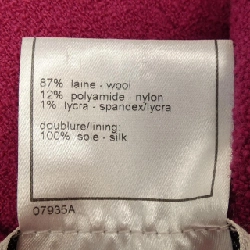 87% laine - wool
12% polyamide - nylon
1% lycra - spandex/lycra
doublure/lining:
100% soie - silk
07935A